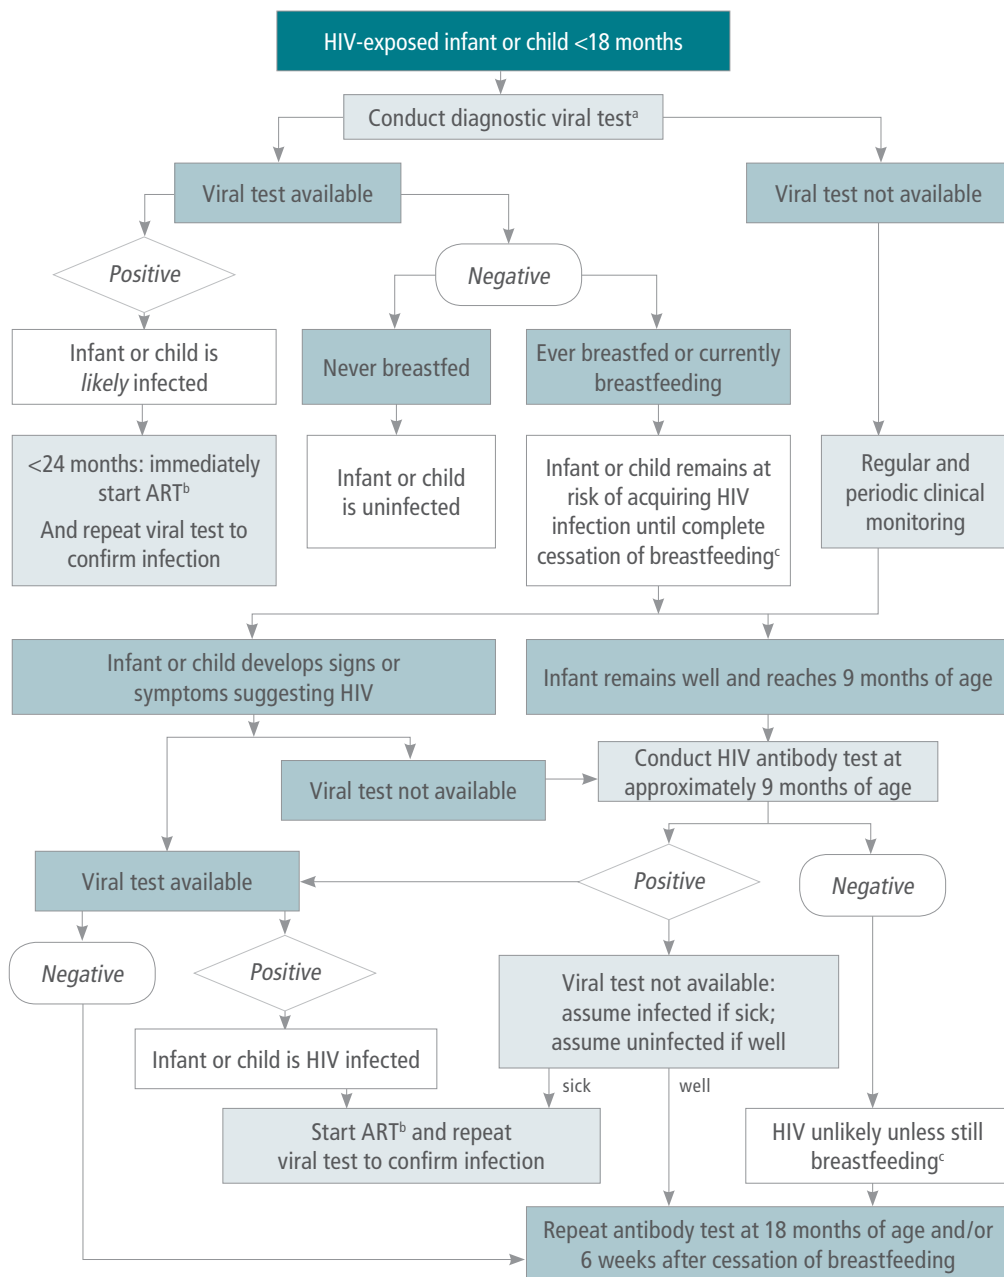 HIV-exposed infant or child <18 months
Conduct diagnostic viral testᵃ
Viral test available
Viral test not available
Positive
Negative
Infant or child is
likely infected
Never breastfed
Ever breastfed or currently
breastfeeding
<24 months: immediately
start ARTᵇ
And repeat viral test to
confirm infection
Infant or child
is uninfected
Infant or child remains at
risk of acquiring HIV
infection until complete
cessation of breastfeedingᶜ
Regular and
periodic clinical
monitoring
Infant or child develops signs or
symptoms suggesting HIV
Infant remains well and reaches 9 months of age
Viral test not available
Conduct HIV antibody test at
approximately 9 months of age
Viral test available
Positive
Negative
Negative
Positive
Viral test not available:
assume infected if sick;
assume uninfected if well
Infant or child is HIV infected
sick
well
Start ARTᵇ and repeat
viral test to confirm infection
HIV unlikely unless still
breastfeedingᶜ
Repeat antibody test at 18 months of age and/or
6 weeks after cessation of breastfeeding